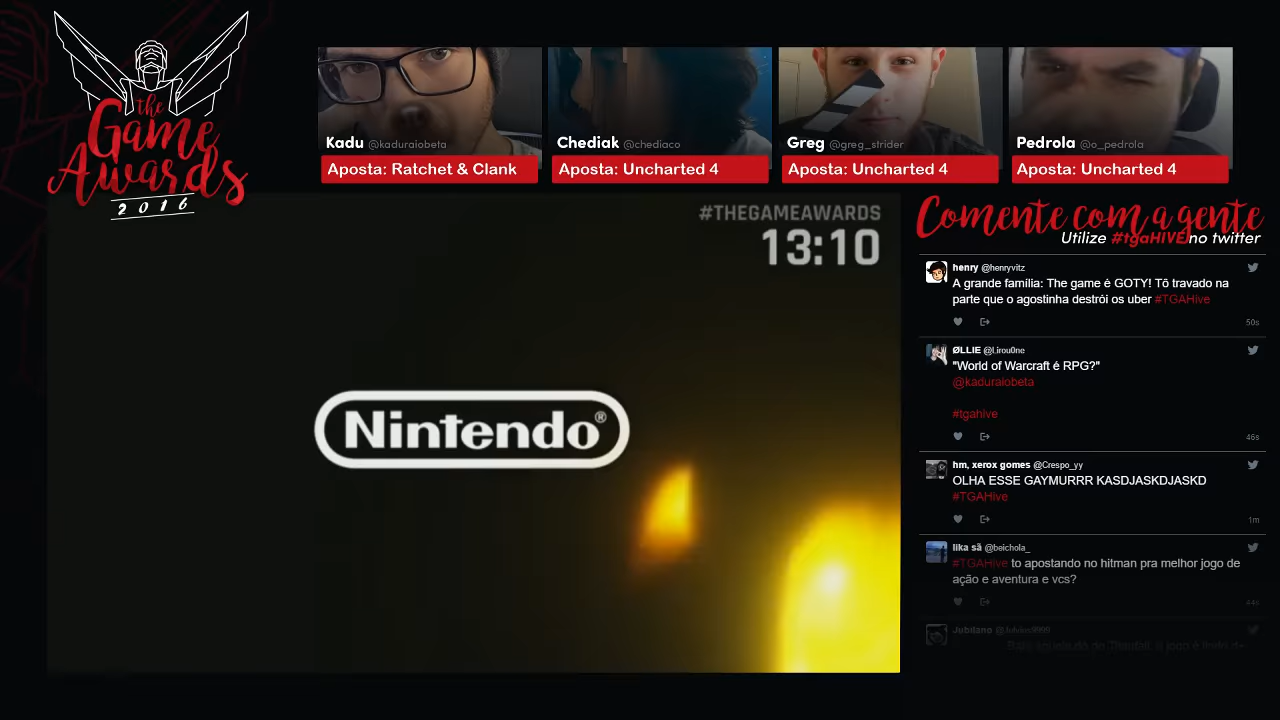 the
Game
Awards
2016
Kadu @kaduraiobeta
Aposta: Ratchet & Clank
Chediak @chediaco
Aposta: Uncharted 4
Greg @greg_strider
Aposta: Uncharted 4
Pedrola @o_pedrola
Aposta: Uncharted 4
#THEGAMEAWARDS
13:10
Nintendo®
Comente com a gente
Utilize #tgaHIVE no twitter
henry @henryvitz
A grande família: The game é GOTY! Tô travado na
parte que o agostinha destrói os uber #TGAHive
50s
ØLLIE @Lirou0ne
"World of Warcraft é RPG?"
@kaduraiobeta
#tgahive
46s
hm, xerox gomes @Crespo_yy
OLHA ESSE GAYMURRR KASDJASKDJASKD
#TGAHive
1m
lika sã @beichola_
#TGAHive to apostando no hitman pra melhor jogo de
ação e aventura e vcs?
44s
Jubilano